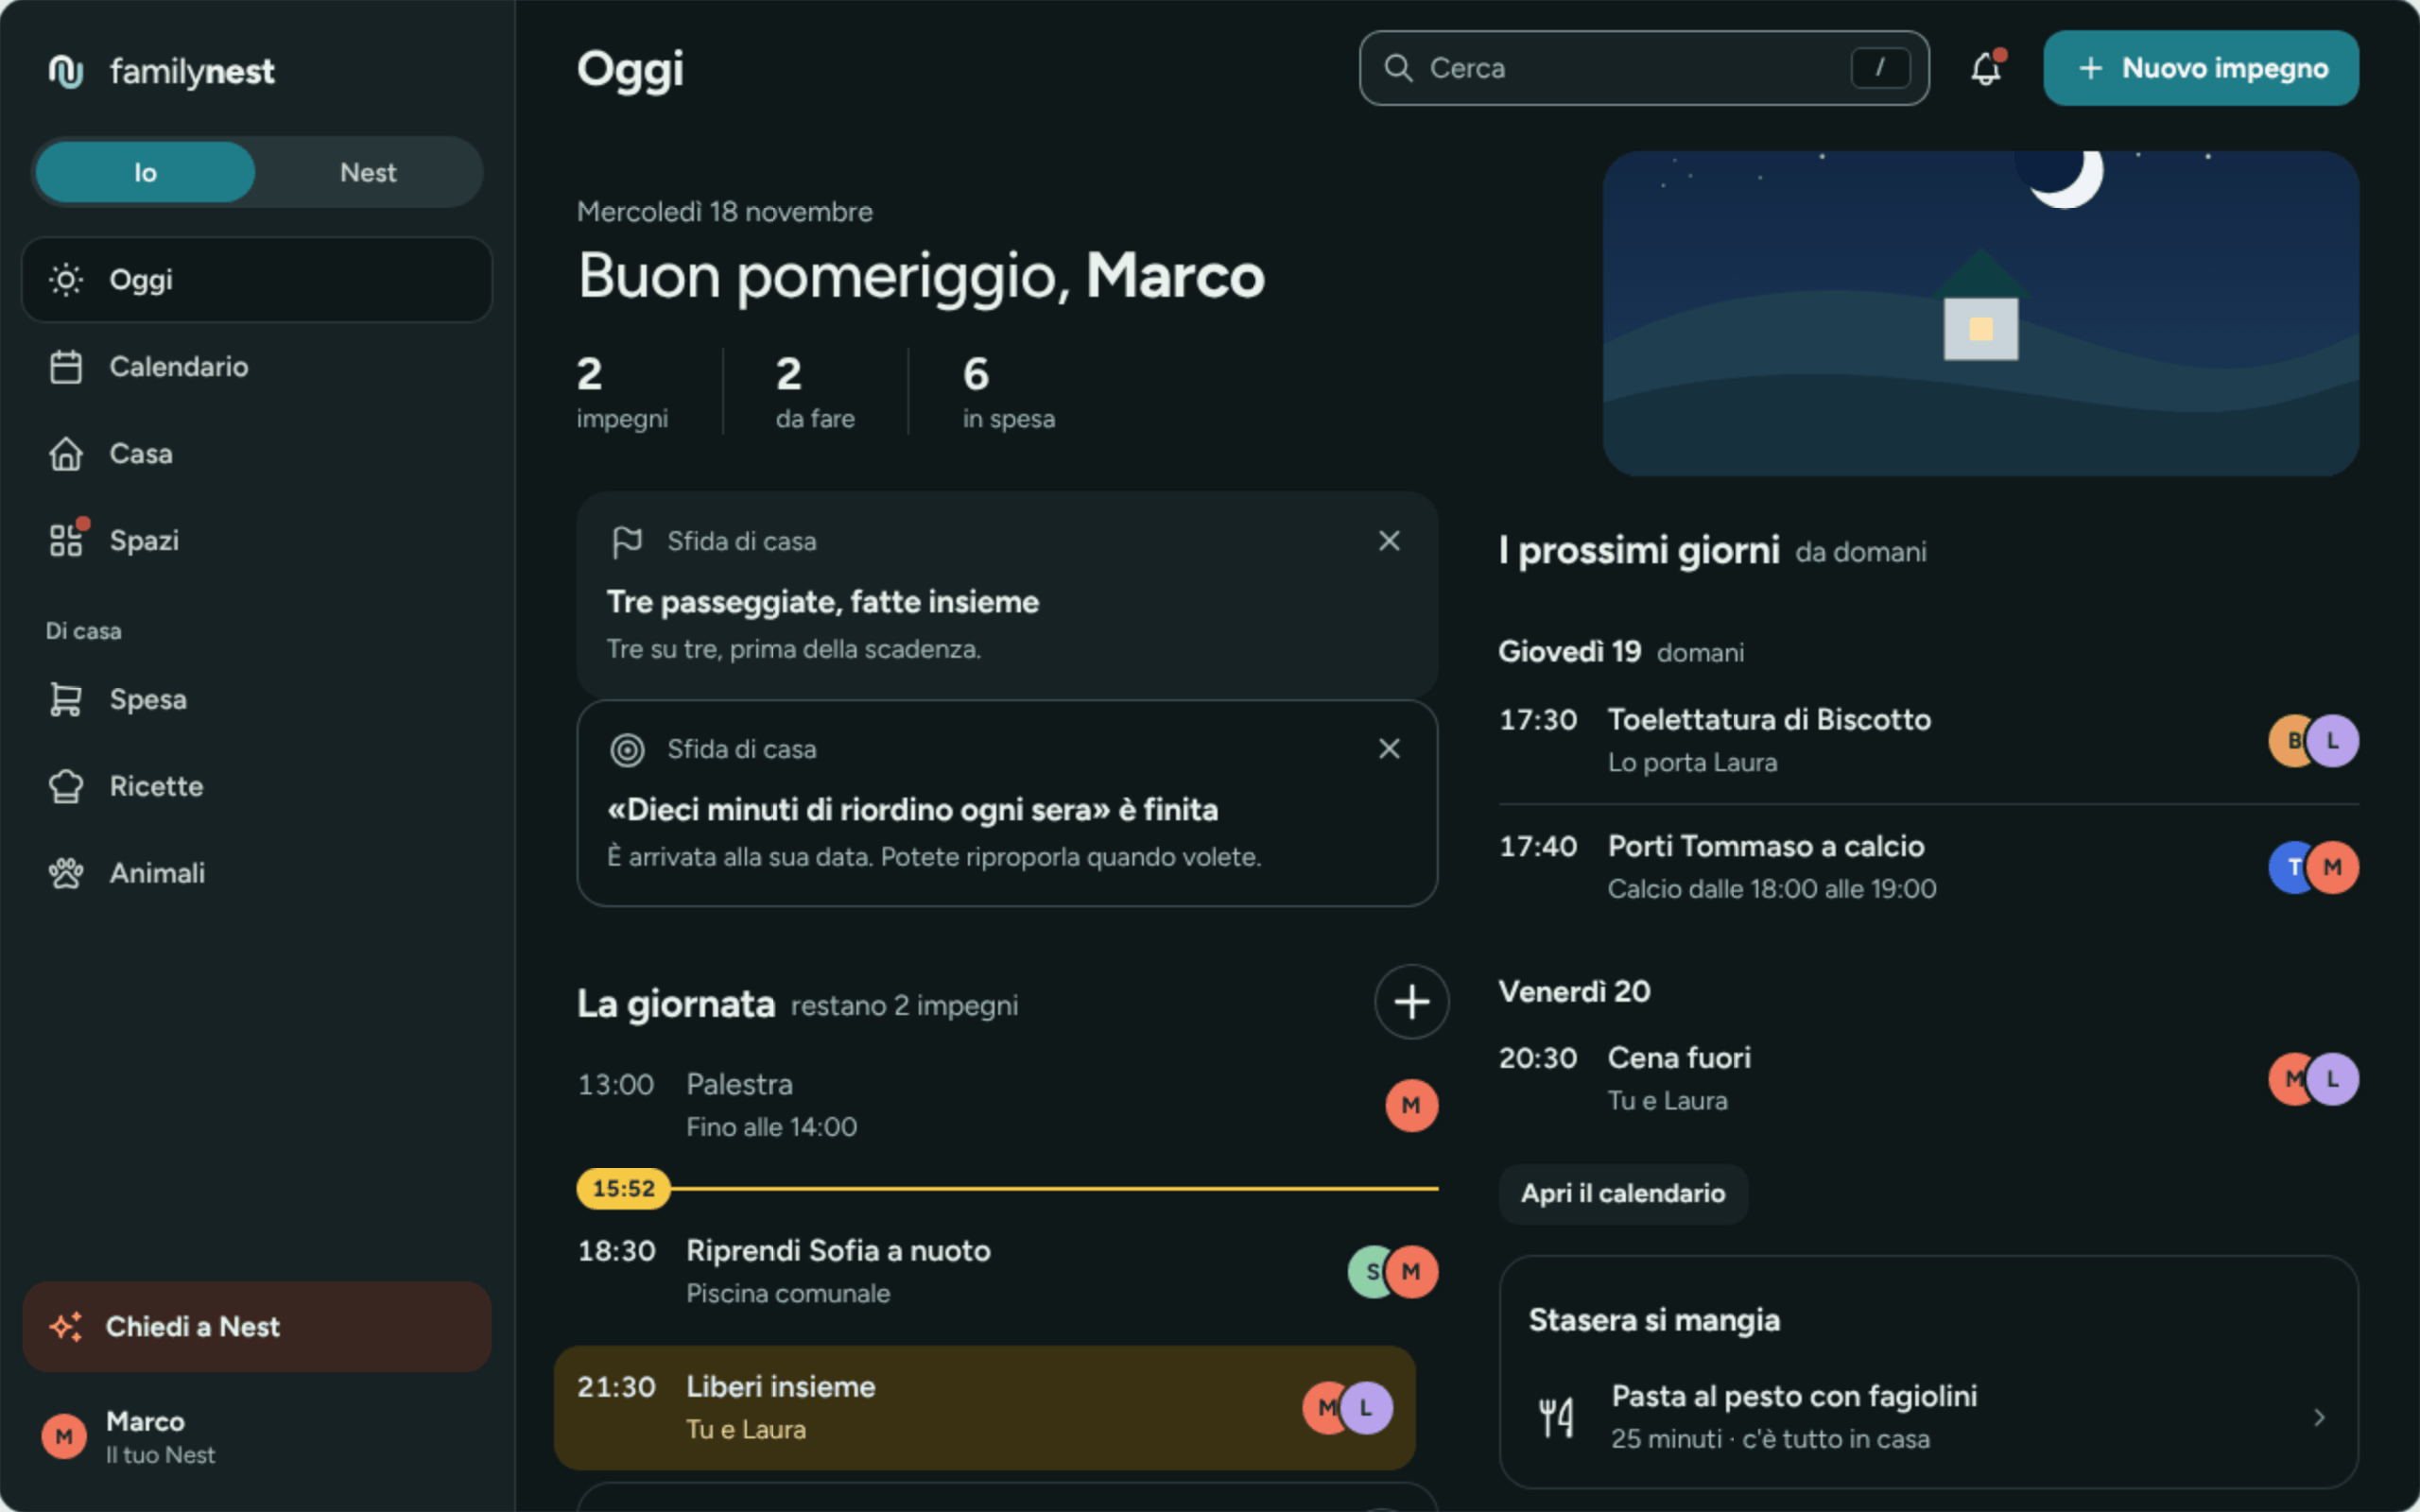 familynest
Io
Nest
Oggi
Calendario
Casa
Spazi
Di casa
Spesa
Ricette
Animali
Chiedi a Nest
M
Marco
Il tuo Nest
Oggi
Cerca
/
Nuovo impegno
Mercoledì 18 novembre
Buon pomeriggio, Marco
2
impegni
2
da fare
6
in spesa
Sfida di casa
Tre passeggiate, fatte insieme
Tre su tre, prima della scadenza.
Sfida di casa
«Dieci minuti di riordino ogni sera» è finita
È arrivata alla sua data. Potete riproporla quando volete.
La giornata restano 2 impegni
13:00 Palestra
Fino alle 14:00
M
15:52
18:30 Riprendi Sofia a nuoto
Piscina comunale
S M
21:30 Liberi insieme
Tu e Laura
M L
I prossimi giorni da domani
Giovedì 19 domani
17:30 Toelettatura di Biscotto
Lo porta Laura
B L
17:40 Porti Tommaso a calcio
Calcio dalle 18:00 alle 19:00
T M
Venerdì 20
20:30 Cena fuori
Tu e Laura
M L
Apri il calendario
Stasera si mangia
Pasta al pesto con fagiolini
25 minuti · c'è tutto in casa